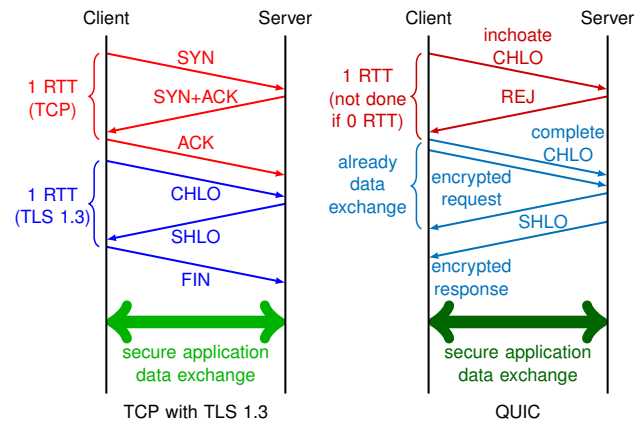 Client
Server
SYN
1 RTT
(TCP)
SYN+ACK
ACK
1 RTT
(TLS 1.3)
CHLO
SHLO
FIN
secure application
data exchange
TCP with TLS 1.3
Client
Server
inchoate
CHLO
1 RTT
(not done
if 0 RTT)
REJ
complete
CHLO
already
data
exchange
encrypted
request
SHLO
encrypted
response
secure application
data exchange
QUIC